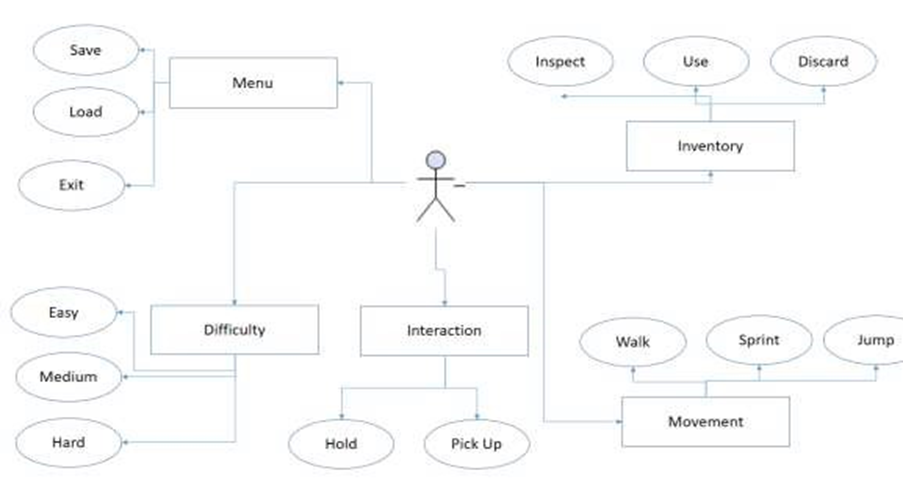 Save
Menu
Load
Exit
Inspect
Use
Discard
Inventory
Easy
Difficulty
Medium
Hard
Interaction
Hold
Pick Up
Walk
Sprint
Jump
Movement